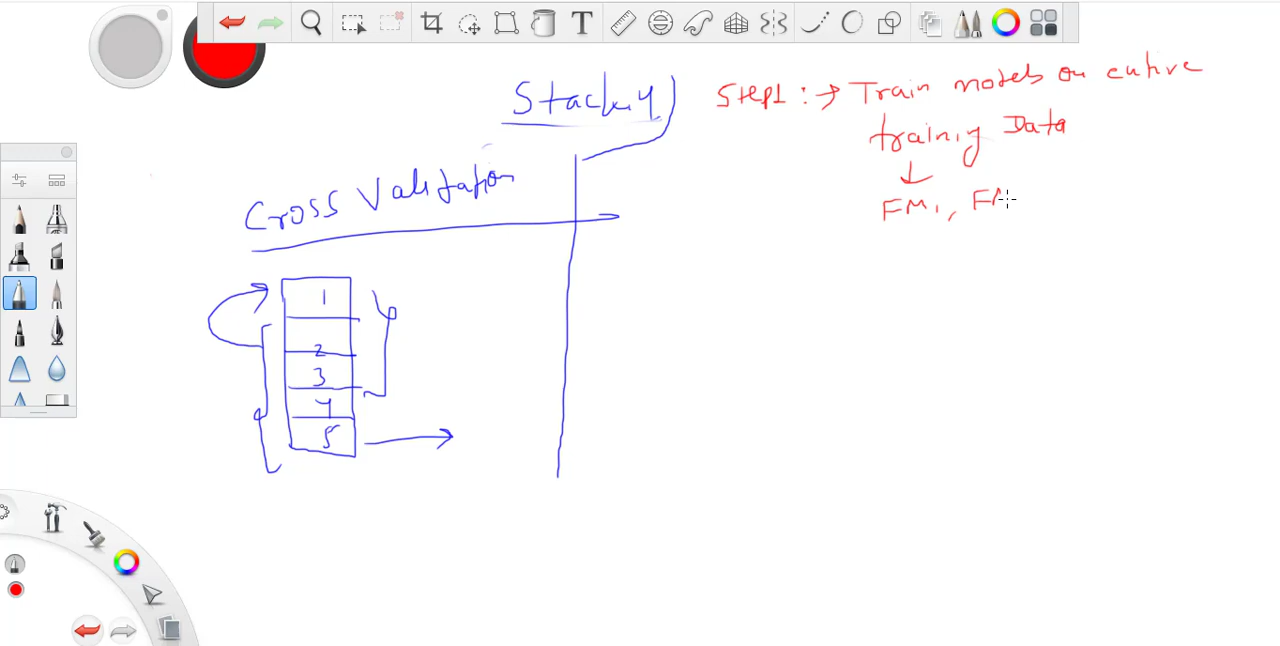 Stacking
Step1 : → Train models on entire
training Data
FM1, FM
Cross Validation
1
2
3
4
5
T